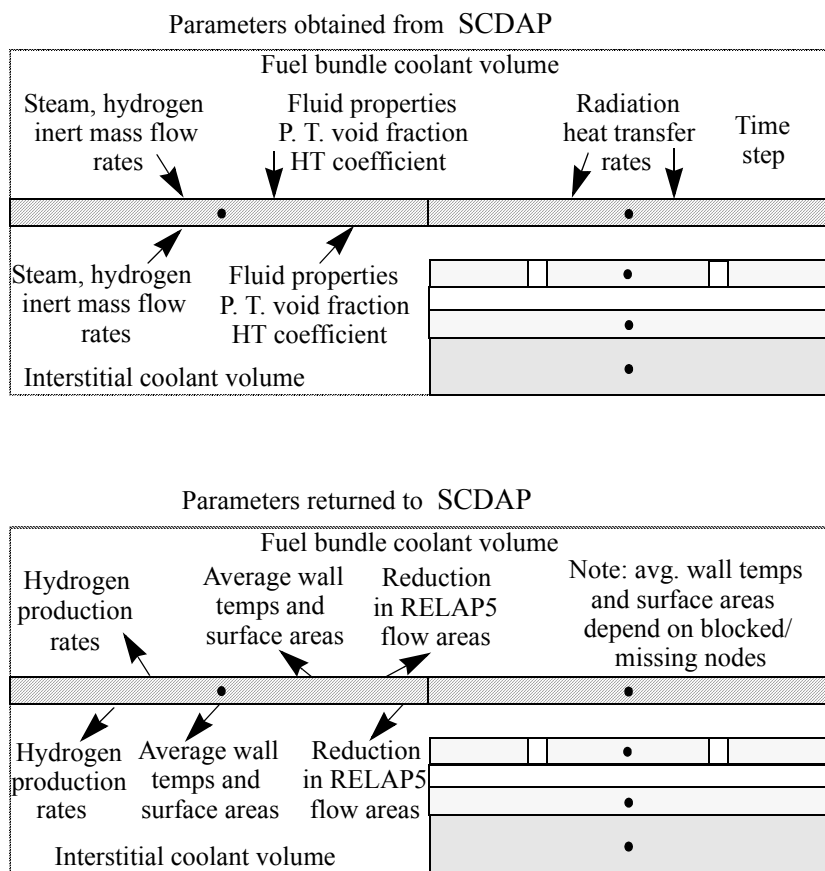 Parameters obtained from SCDAP
Fuel bundle coolant volume
Steam, hydrogen
inert mass flow
rates
Fluid properties
P. T. void fraction
HT coefficient
Radiation
heat transfer
rates
Time
step
Steam, hydrogen
inert mass flow
rates
Fluid properties
P. T. void fraction
HT coefficient
Interstitial coolant volume
Parameters returned to SCDAP
Fuel bundle coolant volume
Hydrogen
production
rates
Average wall
temps and
surface areas
Reduction
in RELAP5
flow areas
Note: avg. wall temps
and surface areas
depend on blocked/
missing nodes
Hydrogen
production
rates
Average wall
temps and
surface areas
Reduction
in RELAP5
flow areas
Interstitial coolant volume